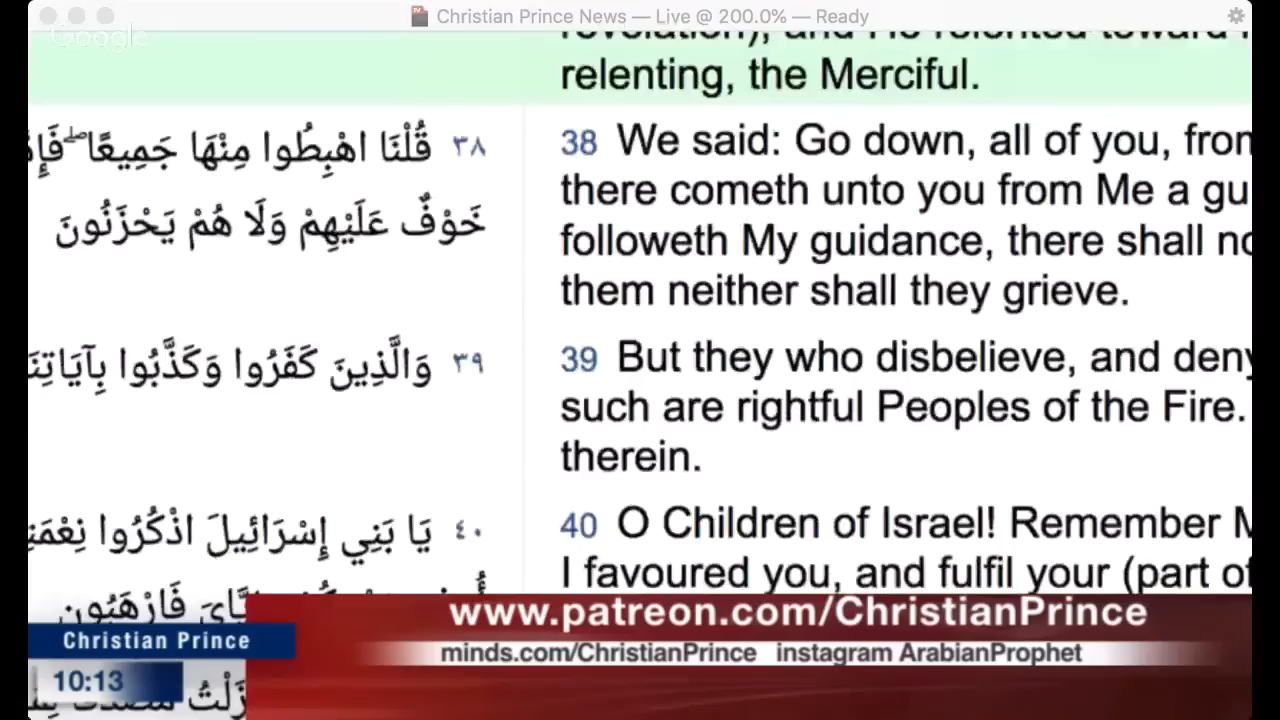 Christian Prince News — Live @ 200.0% — Ready
Google
relenting, the Merciful.
٣٨ قُلْنَا اهْبِطُوا مِنْهَا جَمِيعًا ۖ
خَوْفٌ عَلَيْهِمْ وَلَا هُمْ يَحْزَنُونَ
38 We said: Go down, all of you, from
there cometh unto you from Me a gu
followeth My guidance, there shall no
them neither shall they grieve.
٣٩ وَالَّذِينَ كَفَرُوا وَكَذَّبُوا
39 But they who disbelieve, and deny
such are rightful Peoples of the Fire.
therein.
٤٠ يَا بَنِي إِسْرَائِيلَ اذْكُرُوا
فَارْهَبُونِ
40 O Children of Israel! Remember M
I favoured you, and fulfil your (part of
www.patreon.com/ChristianPrince
minds.com/ChristianPrince instagram ArabianProphet
Christian Prince
10:13